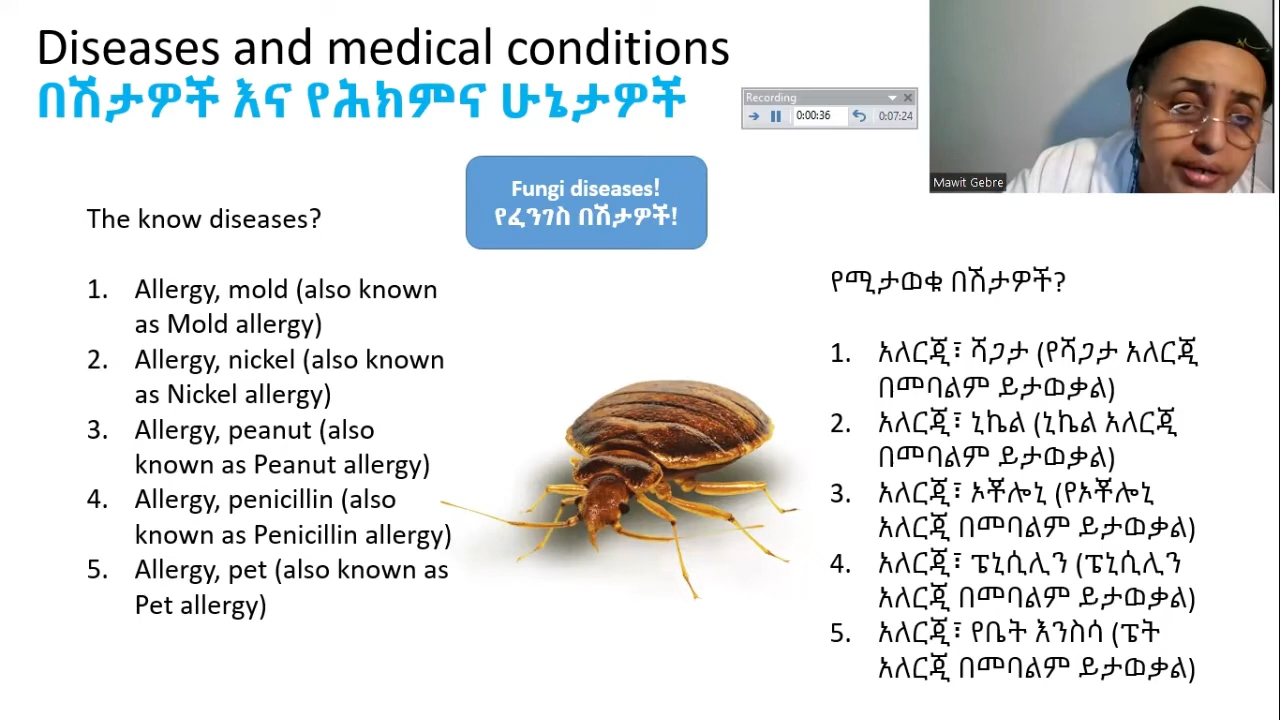 Diseases and medical conditions
በሽታዎች እና የሕክምና ሁኔታዎች
Recording
0:00:36
0:07:24
Mawit Gebre
Fungi diseases!
የፈንገስ በሽታዎች!
The know diseases?
1. Allergy, mold (also known
as Mold allergy)
2. Allergy, nickel (also known
as Nickel allergy)
3. Allergy, peanut (also
known as Peanut allergy)
4. Allergy, penicillin (also
known as Penicillin allergy)
5. Allergy, pet (also known as
Pet allergy)
የሚታወቁ በሽታዎች?
1. አለርጂ፣ ሻጋታ (የሻጋታ አለርጂ
በመባልም ይታወቃል)
2. አለርጂ፣ ኒኬል (ኒኬል አለርጂ
በመባልም ይታወቃል)
3. አለርጂ፣ ኦቾሎኒ (የኦቾሎኒ
አለርጂ በመባልም ይታወቃል)
4. አለርጂ፣ ፔኒሲሊን (ፔኒሲሊን
አለርጂ በመባልም ይታወቃል)
5. አለርጂ፣ የቤት እንስሳ (ፔት
አለርጂ በመባልም ይታወቃል)